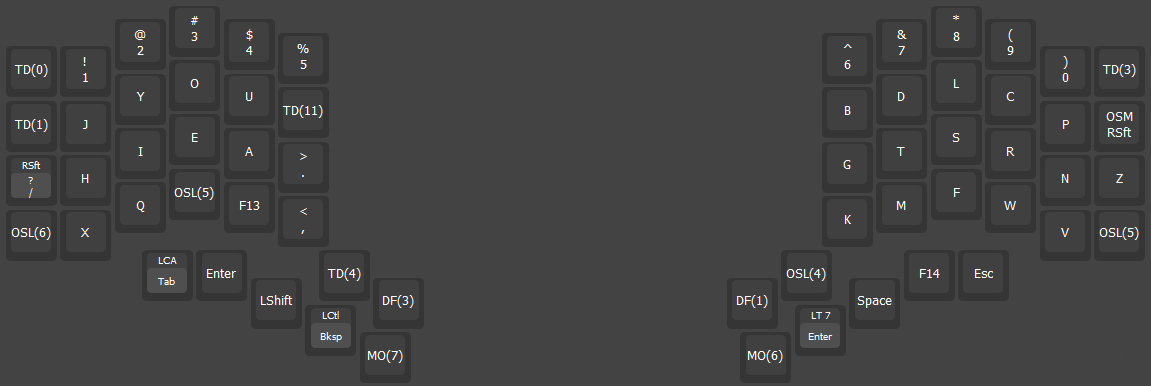 TD(0)
!
1
@
2
#
3
$
4
%
5
^
6
&
7
*
8
(
9
)
0
TD(3)
TD(1)
J
Y
O
U
TD(11)
B
D
L
C
P
OSM
RSft
RSft
?
/
H
I
E
A
>
.
G
T
S
R
N
Z
OSL(6)
X
Q
OSL(5)
F13
<
,
K
M
F
W
V
OSL(5)
LCA
Tab
Enter
LShift
TD(4)
LCtl
Bksp
DF(3)
MO(7)
DF(1)
OSL(4)
LT 7
Enter
MO(6)
Space
F14
Esc